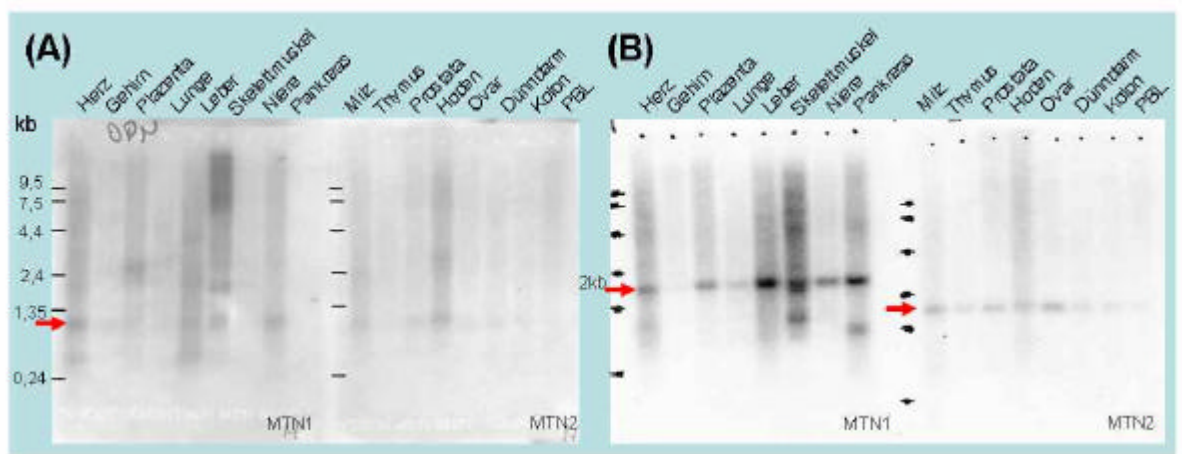 (A)
Herz Gehirn Plazenta Lunge Leber Skelettmuskel Niere Pankreas Milz Thymus Prostata Hoden Ovar Dünndarm Kolon PBL
kb
9,5
7,5
4,4
2,4
1,35
0,24
MTN1 MTN2
(B)
Herz Gehirn Plazenta Lunge Leber Skelettmuskel Niere Pankreas Milz Thymus Prostata Hoden Ovar Dünndarm Kolon PBL
2kb
MTN1 MTN2